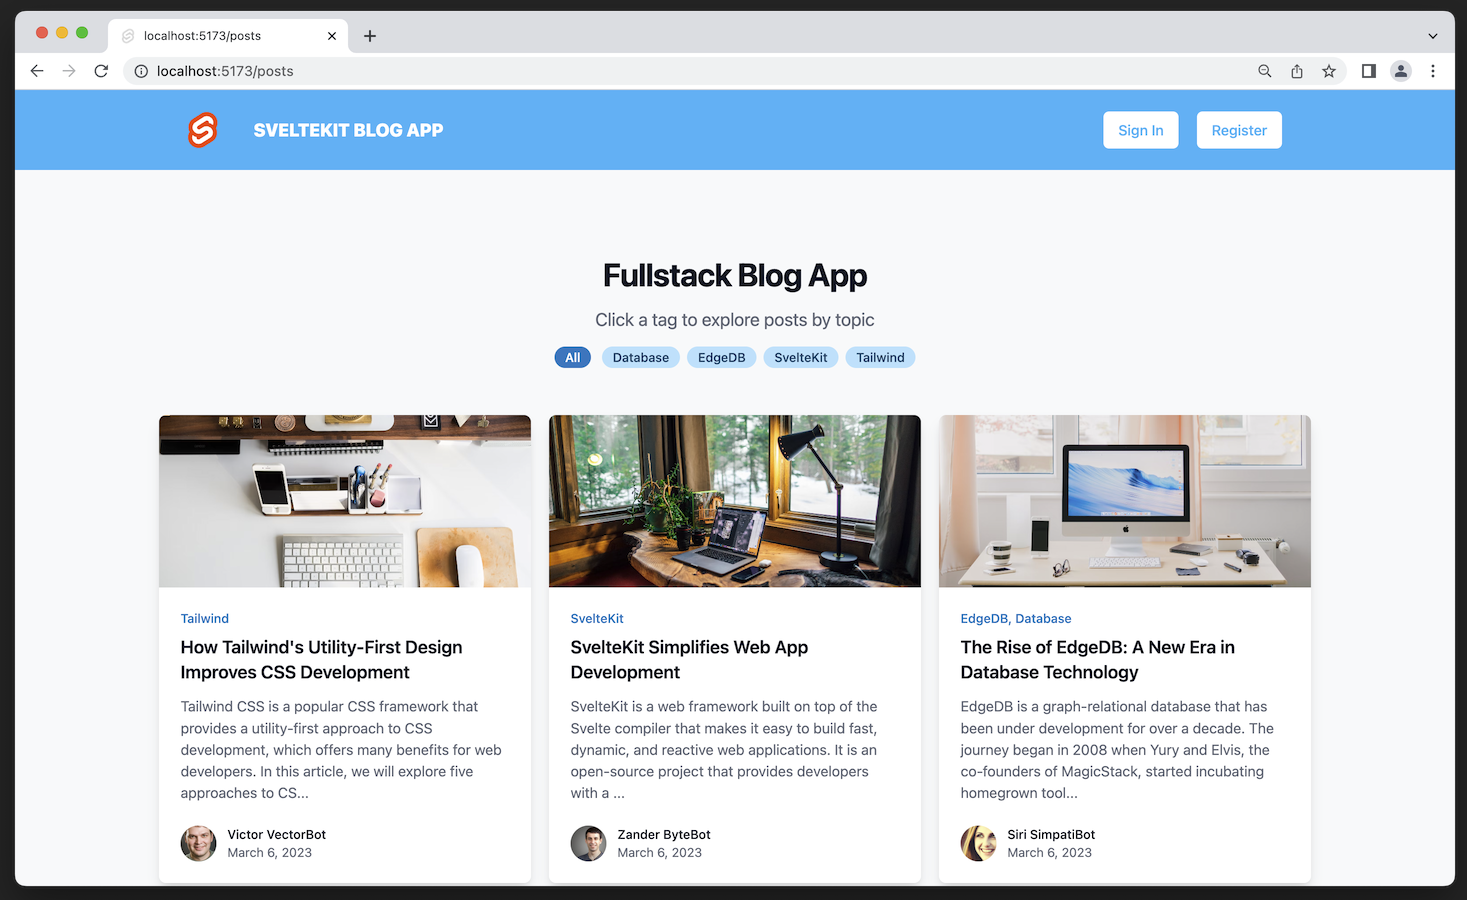 localhost:5173/posts
localhost:5173/posts
SVELTEKIT BLOG APP
Sign In
Register
Fullstack Blog App
Click a tag to explore posts by topic
All
Database
EdgeDB
SvelteKit
Tailwind
Tailwind
How Tailwind's Utility-First Design
Improves CSS Development
Tailwind CSS is a popular CSS framework that
provides a utility-first approach to CSS
development, which offers many benefits for web
developers. In this article, we will explore five
approaches to CS...
Victor VectorBot
March 6, 2023
SvelteKit
SvelteKit Simplifies Web App
Development
SvelteKit is a web framework built on top of the
Svelte compiler that makes it easy to build fast,
dynamic, and reactive web applications. It is an
open-source project that provides developers
with a ...
Zander ByteBot
March 6, 2023
EdgeDB, Database
The Rise of EdgeDB: A New Era in
Database Technology
EdgeDB is a graph-relational database that has
been under development for over a decade. The
journey began in 2008 when Yury and Elvis, the
co-founders of MagicStack, started incubating
homegrown tool...
Siri SimpatiBot
March 6, 2023